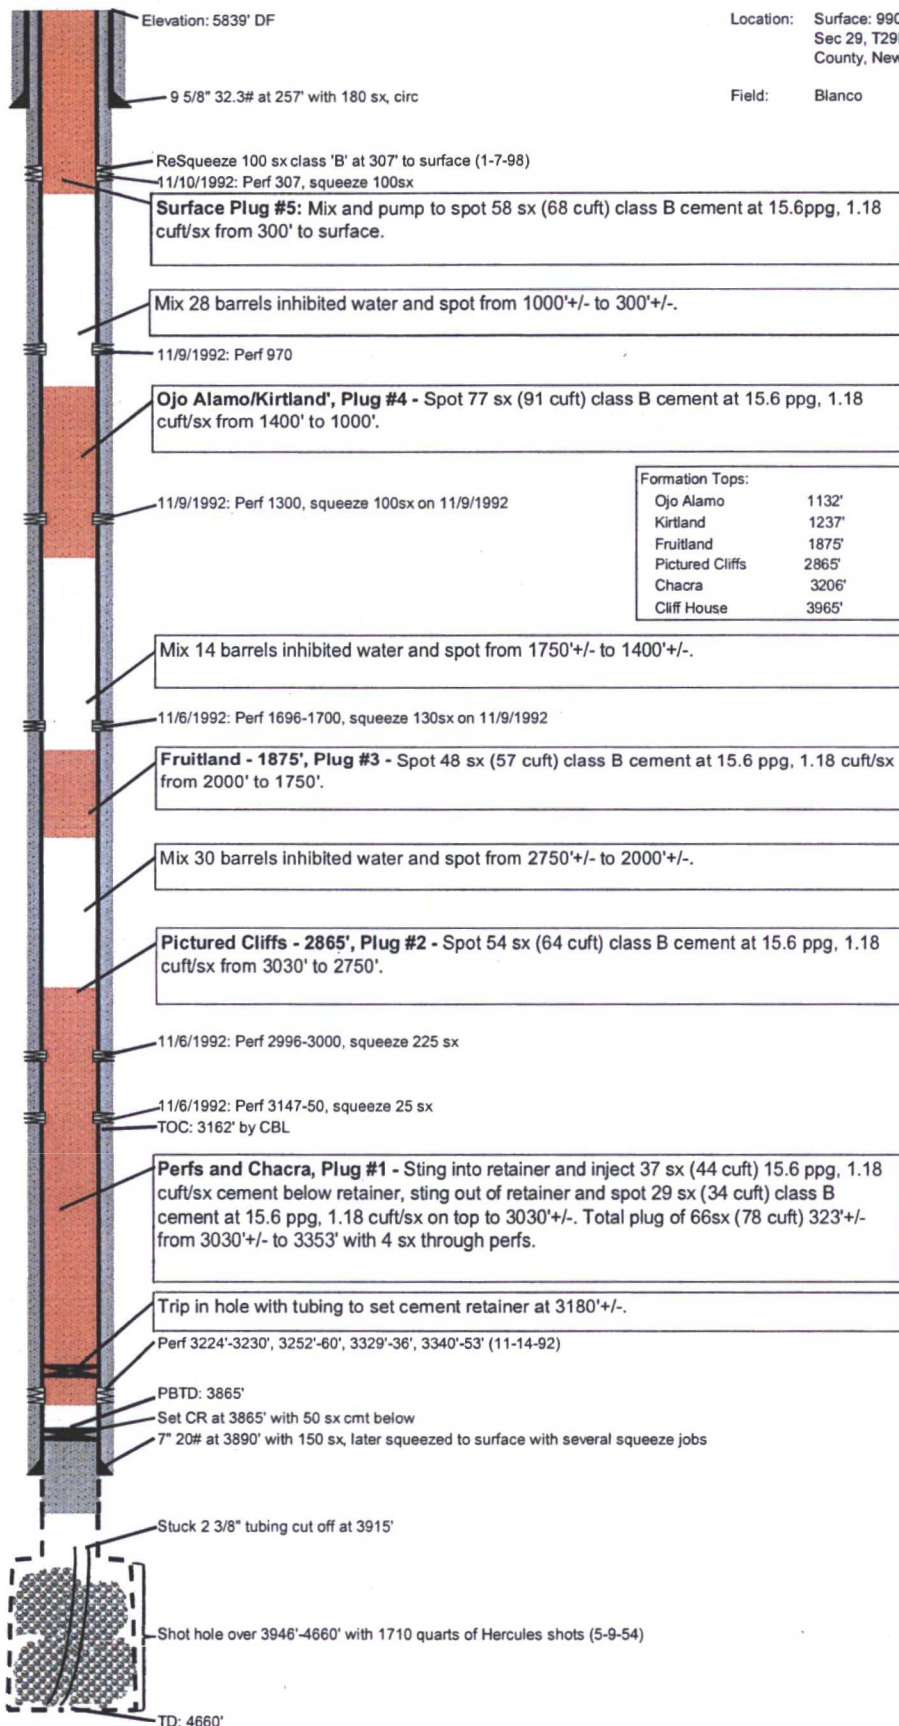 Elevation: 5839' DF
Location: Surface: 990
Sec 29, T29
County, New
9 5/8" 32.3# at 257' with 180 sx, circ
Field: Blanco
ReSqueeze 100 sx class 'B' at 307' to surface (1-7-98)
11/10/1992: Perf 307, squeeze 100sx
Surface Plug #5: Mix and pump to spot 58 sx (68 cuft) class B cement at 15.6ppg, 1.18
cuft/sx from 300' to surface.
Mix 28 barrels inhibited water and spot from 1000'+/- to 300'+/-.
11/9/1992: Perf 970
Ojo Alamo/Kirtland', Plug #4 - Spot 77 sx (91 cuft) class B cement at 15.6 ppg, 1.18
cuft/sx from 1400' to 1000'.
11/9/1992: Perf 1300, squeeze 100sx on 11/9/1992
Formation Tops:
Ojo Alamo 1132'
Kirtland 1237'
Fruitland 1875'
Pictured Cliffs 2865'
Chacra 3206'
Cliff House 3965'
Mix 14 barrels inhibited water and spot from 1750'+/- to 1400'+/-.
11/6/1992: Perf 1696-1700, squeeze 130sx on 11/9/1992
Fruitland - 1875', Plug #3 - Spot 48 sx (57 cuft) class B cement at 15.6 ppg, 1.18 cuft/sx
from 2000' to 1750'.
Mix 30 barrels inhibited water and spot from 2750'+/- to 2000'+/-.
Pictured Cliffs - 2865', Plug #2 - Spot 54 sx (64 cuft) class B cement at 15.6 ppg, 1.18
cuft/sx from 3030' to 2750'.
11/6/1992: Perf 2996-3000, squeeze 225 sx
11/6/1992: Perf 3147-50, squeeze 25 sx
TOC: 3162' by CBL
Perfs and Chacra, Plug #1 - Sting into retainer and inject 37 sx (44 cuft) 15.6 ppg, 1.18
cuft/sx cement below retainer, sting out of retainer and spot 29 sx (34 cuft) class B
cement at 15.6 ppg, 1.18 cuft/sx on top to 3030'+/-. Total plug of 66sx (78 cuft) 323'+/-
from 3030'+/- to 3353' with 4 sx through perfs.
Trip in hole with tubing to set cement retainer at 3180'+/-.
Perf 3224'-3230', 3252'-60', 3329'-36', 3340'-53' (11-14-92)
PBTD: 3865'
Set CR at 3865' with 50 sx cmt below
7" 20# at 3890' with 150 sx, later squeezed to surface with several squeeze jobs
Stuck 2 3/8" tubing cut off at 3915'
Shot hole over 3946'-4660' with 1710 quarts of Hercules shots (5-9-54)
TD: 4660'